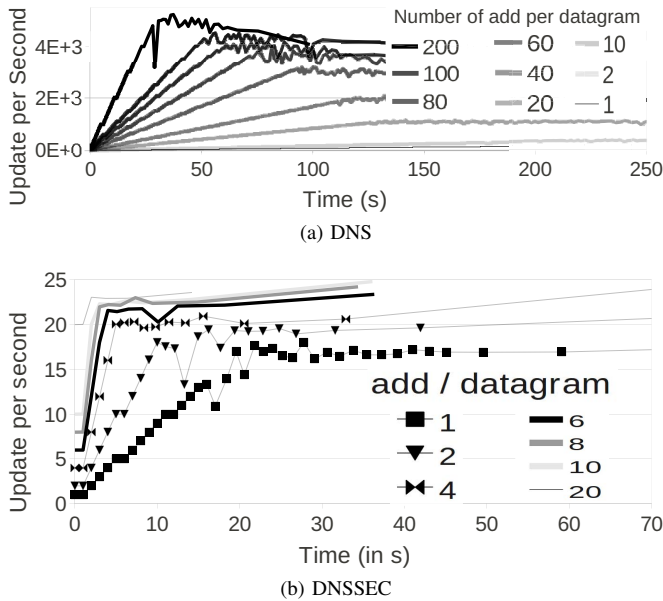 Update per Second
4E+3
2E+3
0E+0
0 50 100 150 200 250
Time (s)
Number of add per datagram
200 60 10
100 40 2
80 20 1
(a) DNS
Update per second
25
20
15
10
5
0
0 10 20 30 40 50 60 70
Time (in s)
add / datagram
1 6
2 8
4 10
20
(b) DNSSEC